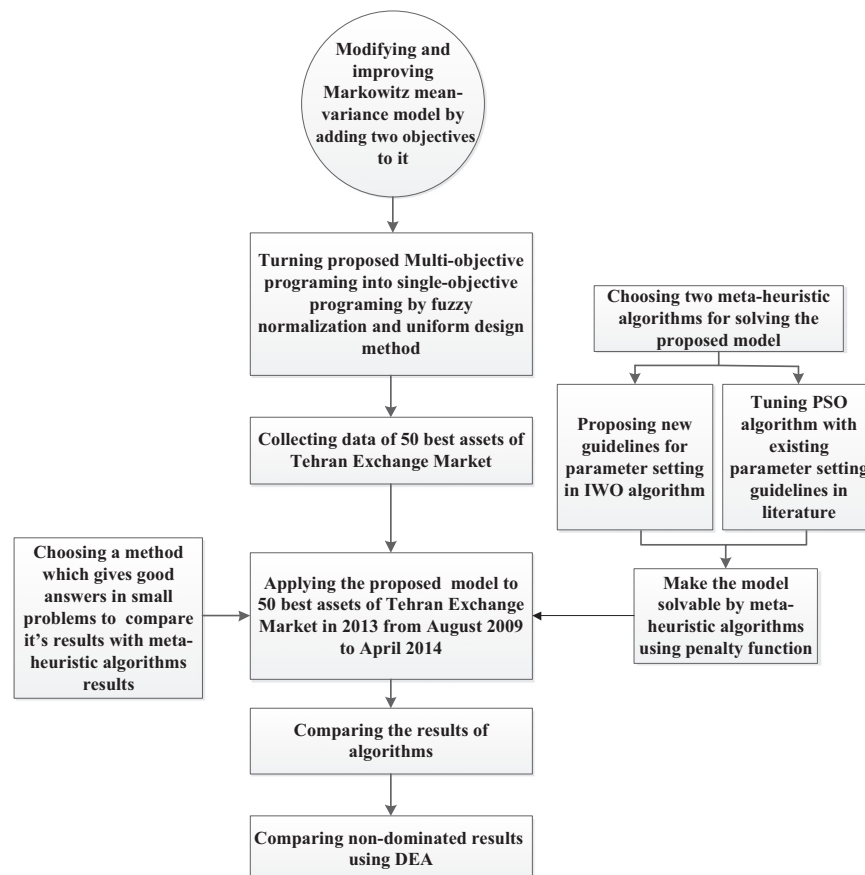 Modifying and
improving
Markowitz mean-
variance model by
adding two objectives
to it
Turning proposed Multi-objective
programing into single-objective
programing by fuzzy
normalization and uniform design
method
Choosing two meta-heuristic
algorithms for solving the
proposed model
Proposing new
guidelines for
parameter setting
in IWO algorithm
Tuning PSO
algorithm with
existing
parameter setting
guidelines in
literature
Collecting data of 50 best assets of
Tehran Exchange Market
Choosing a method
which gives good
answers in small
problems to compare
it's results with meta-
heuristic algorithms
results
Applying the proposed model to
50 best assets of Tehran Exchange
Market in 2013 from August 2009
to April 2014
Make the model
solvable by meta-
heuristic algorithms
using penalty function
Comparing the results of
algorithms
Comparing non-dominated results
using DEA